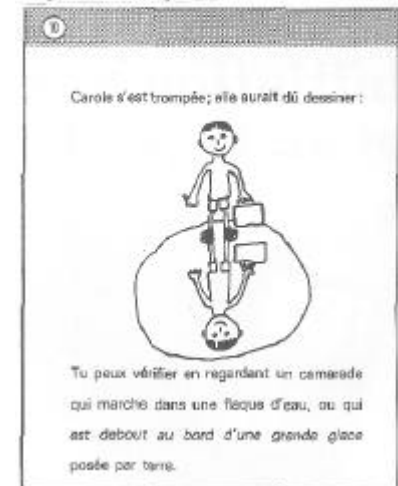 10
Carole s'est trompée; elle aurait dû dessiner :
Tu peux vérifier en regardant un camarade
qui marche dans une flaque d'eau, ou qui
est debout au bord d'une grande glace
posée par terre.